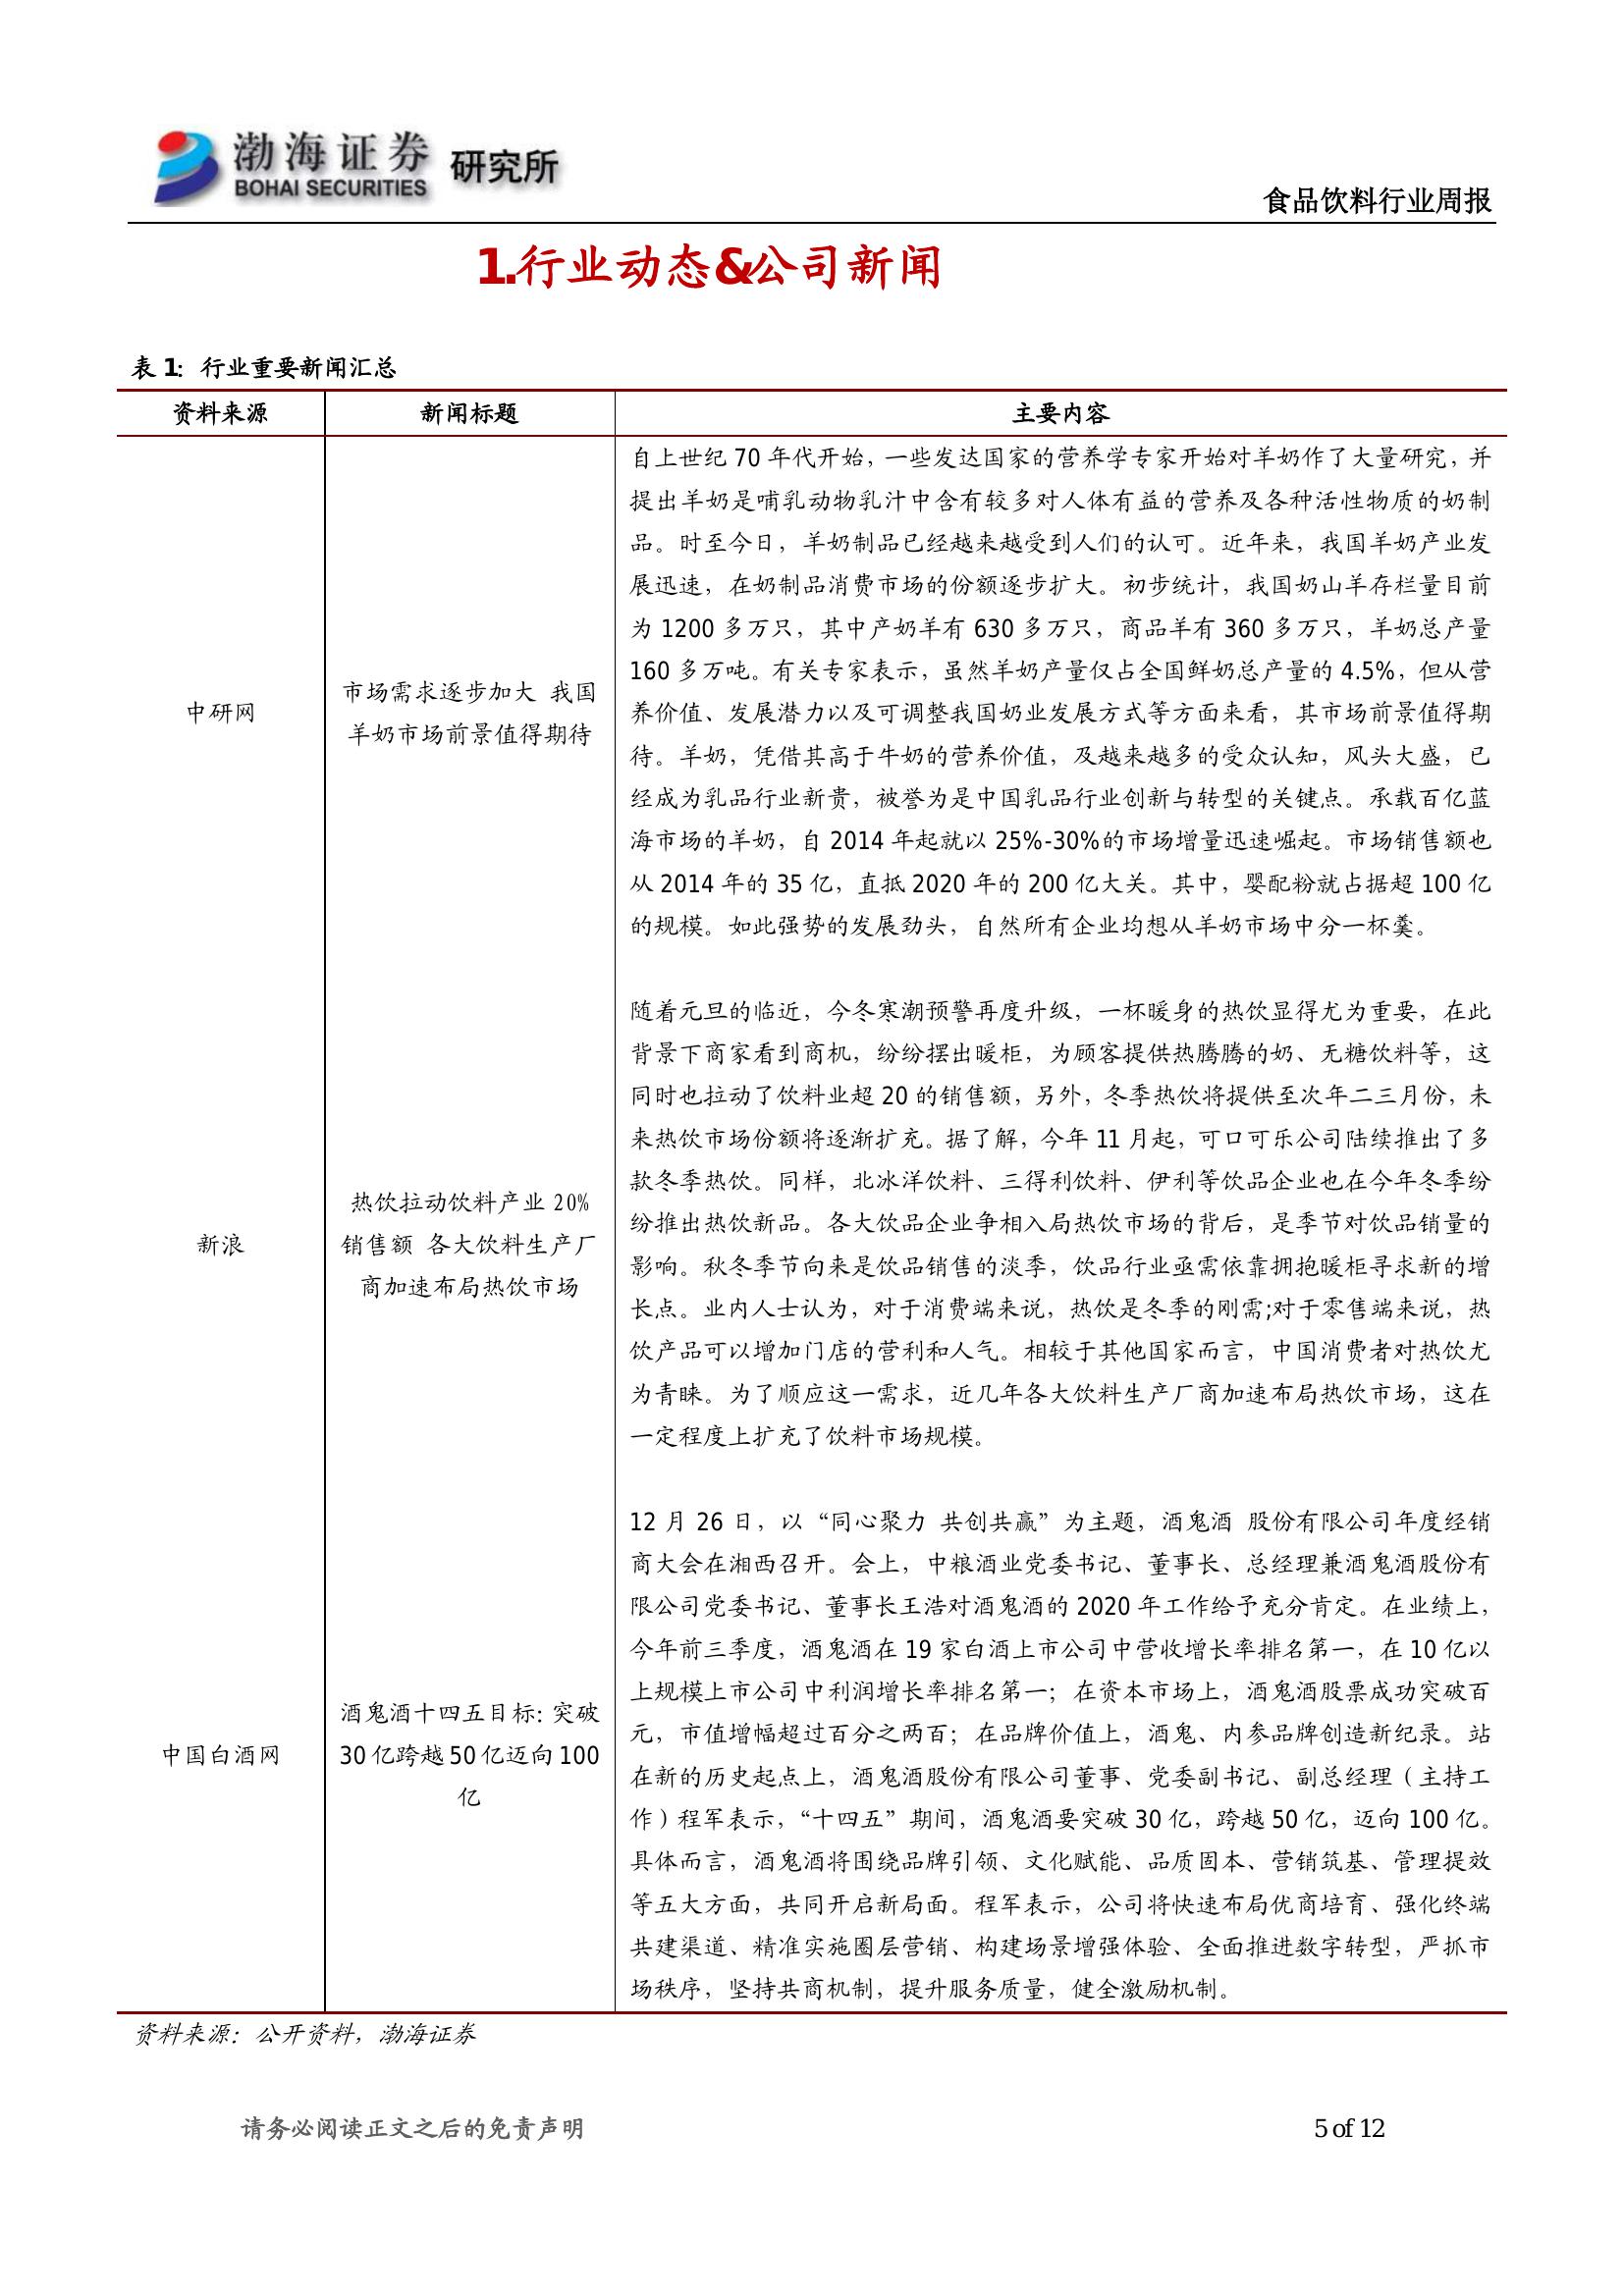 渤海证券 研究所
BOHAI SECURITIES
食品饮料行业周报
1.行业动态&公司新闻
表 1：行业重要新闻汇总
资料来源 新闻标题 主要内容
自上世纪 70 年代开始，一些发达国家的营养学专家开始对羊奶作了大量研究，并
提出羊奶是哺乳动物乳汁中含有较多对人体有益的营养及各种活性物质的奶制
品。时至今日，羊奶制品已经越来越受到人们的认可。近年来，我国羊奶产业发
展迅速，在奶制品消费市场的份额逐步扩大。初步统计，我国奶山羊存栏量目前
为 1200 多万只，其中产奶羊有 630 多万只，商品羊有 360 多万只，羊奶总产量
160 多万吨。有关专家表示，虽然羊奶产量仅占全国鲜奶总产量的 4.5%，但从营
中研网
市场需求逐步加大 我国
羊奶市场前景值得期待
养价值、发展潜力以及可调整我国奶业发展方式等方面来看，其市场前景值得期
待。羊奶，凭借其高于牛奶的营养价值，及越来越多的受众认知，风头大盛，已
经成为乳品行业新贵，被誉为是中国乳品行业创新与转型的关键点。承载百亿蓝
海市场的羊奶，自 2014 年起就以 25%-30%的市场增量迅速崛起。市场销售额也
从 2014 年的 35 亿，直抵 2020 年的 200 亿大关。其中，婴配粉就占据超 100 亿
的规模。如此强势的发展劲头，自然所有企业均想从羊奶市场中分一杯羹。
随着元旦的临近，今冬寒潮预警再度升级，一杯暖身的热饮显得尤为重要，在此
背景下商家看到商机，纷纷摆出暖柜，为顾客提供热腾腾的奶、无糖饮料等，这
同时也拉动了饮料业超 20 的销售额，另外，冬季热饮将提供至次年二三月份，未
来热饮市场份额将逐渐扩充。据了解，今年 11 月起，可口可乐公司陆续推出了多
款冬季热饮。同样，北冰洋饮料、三得利饮料、伊利等饮品企业也在今年冬季纷
新浪
热饮拉动饮料产业 20%
销售额 各大饮料生产厂
商加速布局热饮市场
纷推出热饮新品。各大饮品企业争相入局热饮市场的背后，是季节对饮品销量的
影响。秋冬季节向来是饮品销售的淡季，饮品行业亟需依靠拥抱暖柜寻求新的增
长点。业内人士认为，对于消费端来说，热饮是冬季的刚需;对于零售端来说，热
饮产品可以增加门店的营利和人气。相较于其他国家而言，中国消费者对热饮尤
为青睐。为了顺应这一需求，近几年各大饮料生产厂商加速布局热饮市场，这在
一定程度上扩充了饮料市场规模。
12 月 26 日，以“同心聚力 共创共赢”为主题，酒鬼酒 股份有限公司年度经销
商大会在湘西召开。会上，中粮酒业党委书记、董事长、总经理兼酒鬼酒股份有
限公司党委书记、董事长王浩对酒鬼酒的 2020 年工作给予充分肯定。在业绩上，
今年前三季度，酒鬼酒在 19 家白酒上市公司中营收增长率排名第一，在 10 亿以
上规模上市公司中利润增长率排名第一；在资本市场上，酒鬼酒股票成功突破百
元，市值增幅超过百分之两百；在品牌价值上，酒鬼、内参品牌创造新纪录。站
中国白酒网
酒鬼酒十四五目标：突破
30 亿跨越 50 亿迈向 100
亿
在新的历史起点上，酒鬼酒股份有限公司董事、党委副书记、副总经理（主持工
作）程军表示，“十四五”期间，酒鬼酒要突破 30 亿，跨越 50 亿，迈向 100 亿。
具体而言，酒鬼酒将围绕品牌引领、文化赋能、品质固本、营销筑基、管理提效
等五大方面，共同开启新局面。程军表示，公司将快速布局优商培育、强化终端
共建渠道、精准实施圈层营销、构建场景增强体验、全面推进数字转型，严抓市
场秩序，坚持共商机制，提升服务质量，健全激励机制。
资料来源：公开资料，渤海证券
请务必阅读正文之后的免责声明 5 of 12